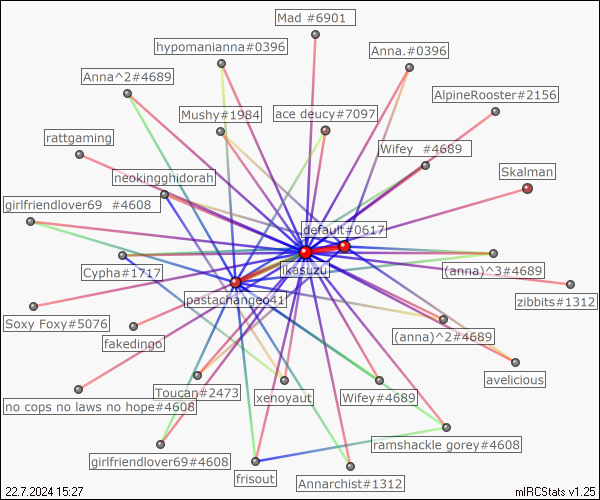 Mad #6901
hypomanianna#0396
Anna.#0396
Anna^2#4689
AlpineRooster#2156
Mushy#1984
ace deucy#7097
rattgaming
Wifey #4689
neokingghidorah
Skalman
girlfriendlover69 #4608
default#0617
Cypha#1717
ikasuzu
(anna)^3#4689
pastachangeo41
zibbits#1312
Soxy Foxy#5076
fakedingo
(anna)^2#4689
avelicious
Toucan#2473
xenoyaut
Wifey#4689
no cops no laws no hope#4608
ramshackle gorey#4608
girlfriendlover69#4608
frisout
Annarchist#1312
22.7.2024 15:27
mIRCStats v1.25